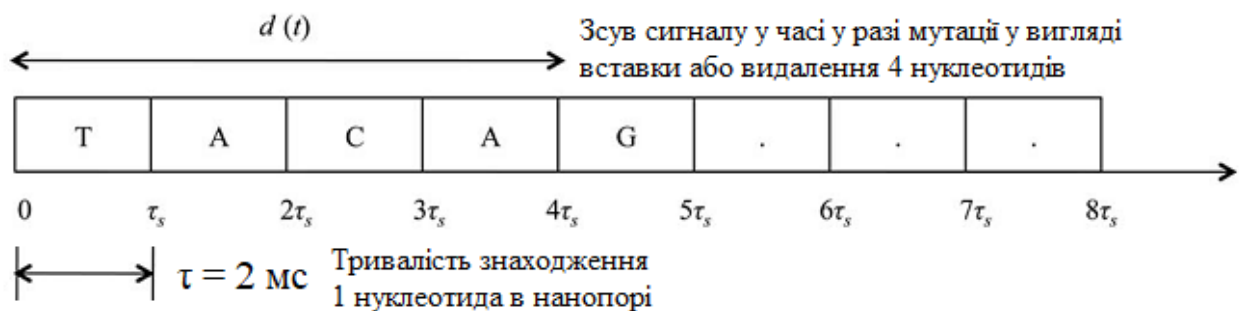 d (t)
Зсув сигналу у часі у разі мутації у вигляді
вставки або видалення 4 нуклеотидів
T A C A G . . .
0 τs 2τs 3τs 4τs 5τs 6τs 7τs 8τs
τ = 2 мс
Тривалість знаходження
1 нуклеотида в нанопорі